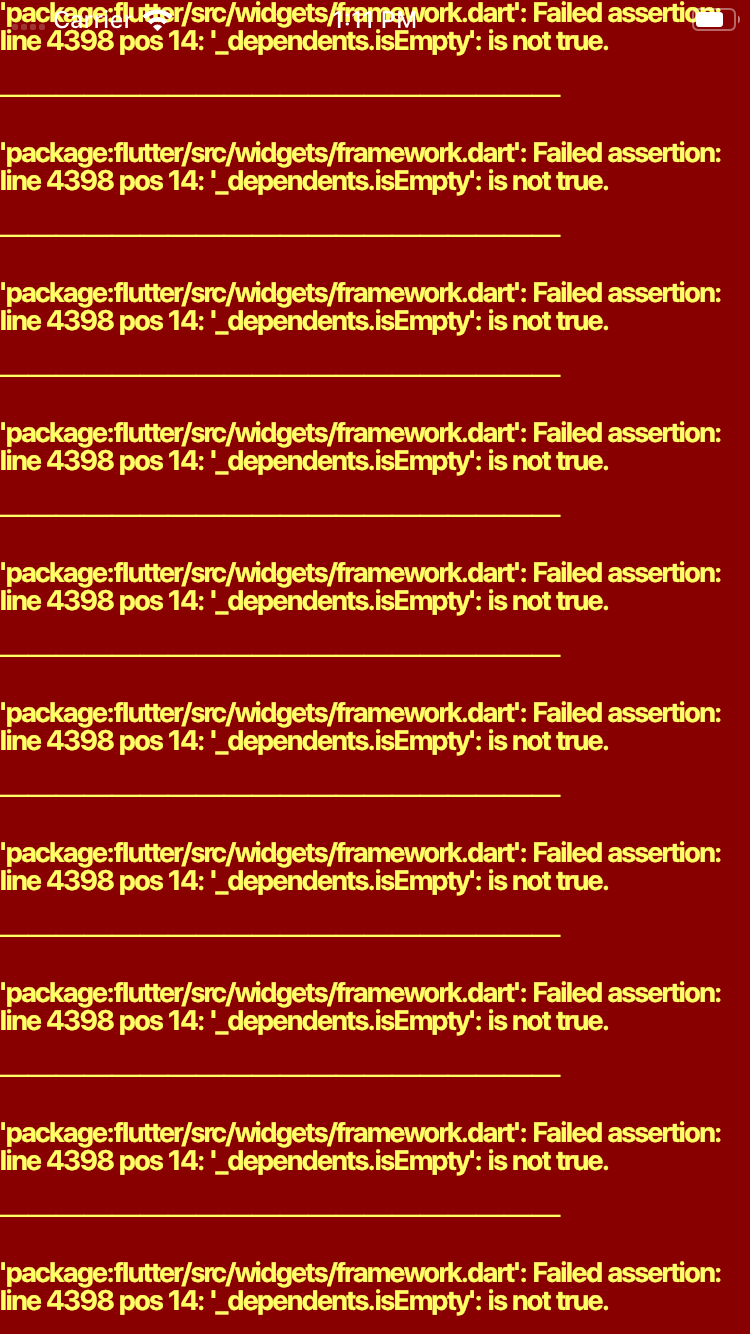 'package:flutter/src/widgets/framework.dart': Failed assertion:
Carrier 1:11 PM
line 4398 pos 14: '_dependents.isEmpty': is not true.
'package:flutter/src/widgets/framework.dart': Failed assertion:
line 4398 pos 14: '_dependents.isEmpty': is not true.
'package:flutter/src/widgets/framework.dart': Failed assertion:
line 4398 pos 14: '_dependents.isEmpty': is not true.
'package:flutter/src/widgets/framework.dart': Failed assertion:
line 4398 pos 14: '_dependents.isEmpty': is not true.
'package:flutter/src/widgets/framework.dart': Failed assertion:
line 4398 pos 14: '_dependents.isEmpty': is not true.
'package:flutter/src/widgets/framework.dart': Failed assertion:
line 4398 pos 14: '_dependents.isEmpty': is not true.
'package:flutter/src/widgets/framework.dart': Failed assertion:
line 4398 pos 14: '_dependents.isEmpty': is not true.
'package:flutter/src/widgets/framework.dart': Failed assertion:
line 4398 pos 14: '_dependents.isEmpty': is not true.
'package:flutter/src/widgets/framework.dart': Failed assertion:
line 4398 pos 14: '_dependents.isEmpty': is not true.
'package:flutter/src/widgets/framework.dart': Failed assertion:
line 4398 pos 14: '_dependents.isEmpty': is not true.